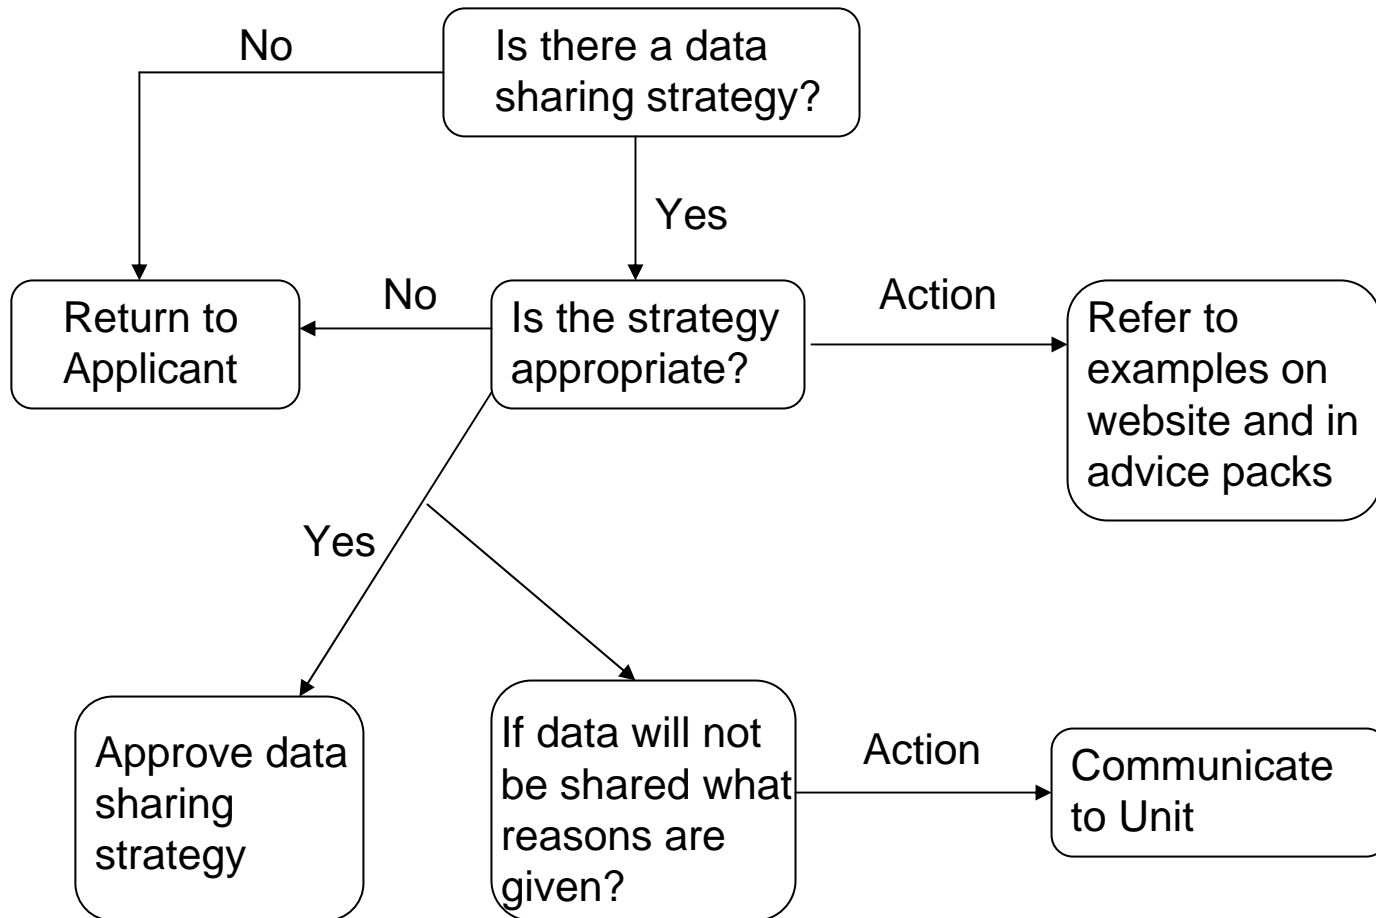 No
Is there a data
sharing strategy?
Yes
Return to
Applicant
No
Is the strategy
appropriate?
Action
Refer to
examples on
website and in
advice packs
Yes
Approve data
sharing
strategy
If data will not
be shared what
reasons are
given?
Action
Communicate
to Unit